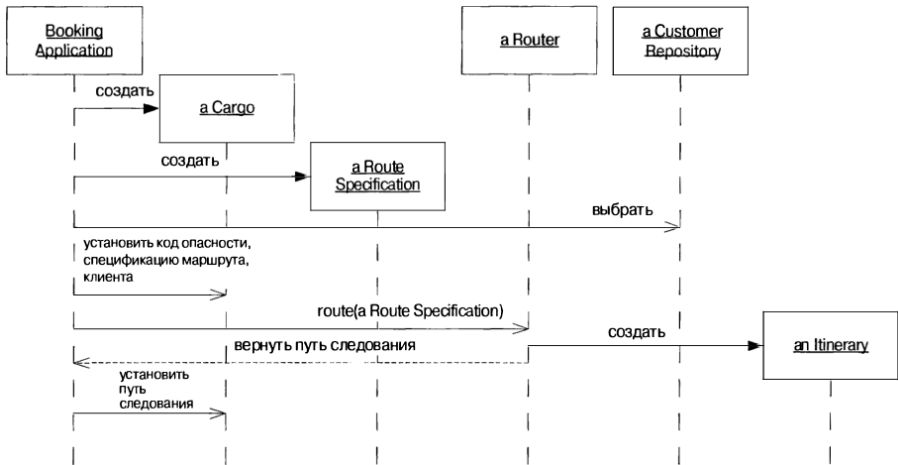 Booking
Application
a Router
a Customer
Repository
создать
a Cargo
создать
a Route
Specification
выбрать
установить код опасности,
спецификацию маршрута,
клиента
route(a Route Specification)
вернуть путь следования
создать
an Itinerary
установить
путь
следования